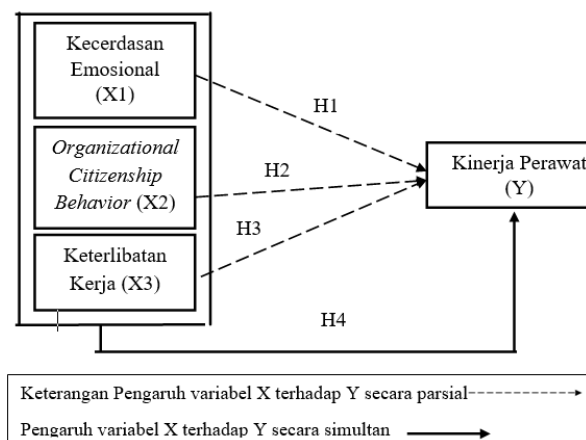 Kecerdasan
Emosional
(X1)
H1
Organizational
Citizenship
Behavior (X2)
H2
Kinerja Perawat
(Y)
H3
Keterlibatan
Kerja (X3)
H4
Keterangan Pengaruh variabel X terhadap Y secara parsial
Pengaruh variabel X terhadap Y secara simultan